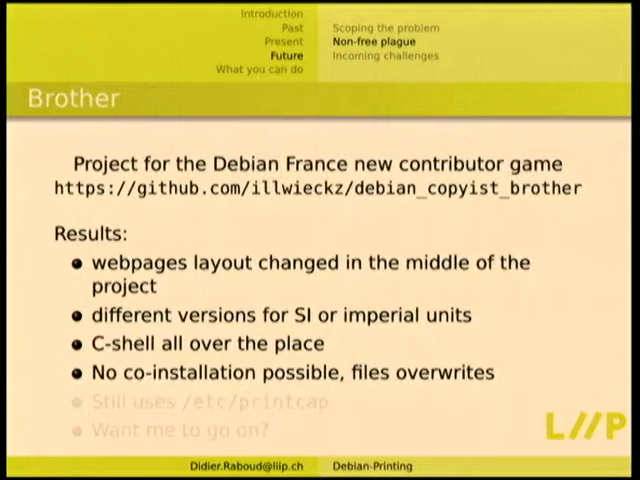 Introduction
Past
Present
Future
What you can do
Scoping the problem
Non-free plague
Incoming challenges
Brother
Project for the Debian France new contributor game
https://github.com/illwieckz/debian_copyist_brother
Results:
webpages layout changed in the middle of the
project
different versions for SI or imperial units
C-shell all over the place
No co-installation possible, files overwrites
Still uses /etc/printcap
Want me to go on?
LIIP
Didier.Raboud@liip.ch
Debian-Printing